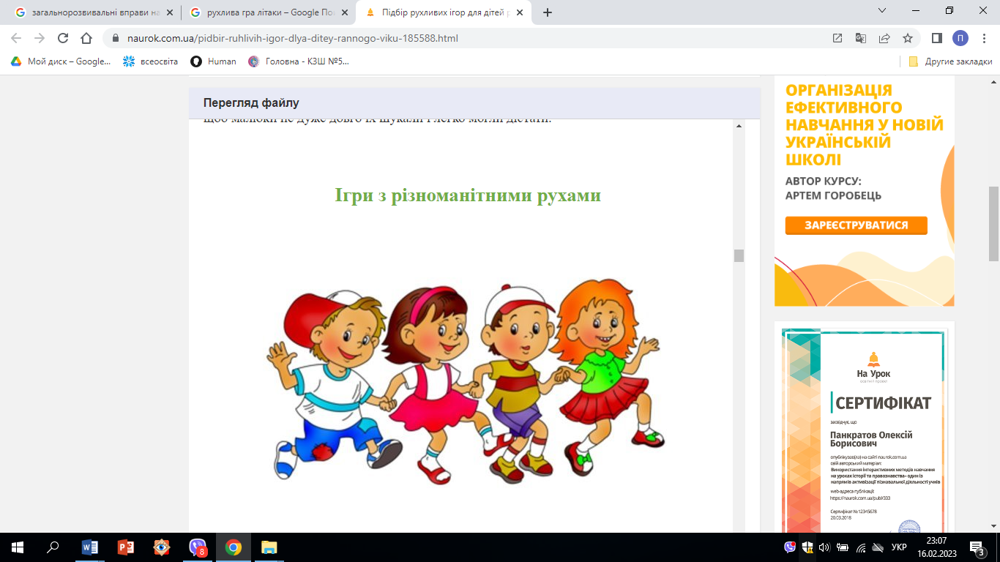 загальнорозвивальні вправи на
рухлива гра літаки – Google По
Підбір рухливих ігор для дітей р
naurok.com.ua/pidbir-ruhlivih-igor-dlya-ditey-rannogo-viku-185588.html
П
Мой диск – Google...
всеосвіта
Human
Головна - КЗШ №5...
Другие закладки
Перегляд файлу
щоб малюки не дуже довго їх шукали і легко могли дістати.
Ігри з різноманітними рухами
ОРГАНІЗАЦІЯ
ЕФЕКТИВНОГО
НАВЧАННЯ У НОВІЙ
УКРАЇНСЬКІЙ
ШКОЛІ
АВТОР КУРСУ:
АРТЕМ ГОРОБЕЦЬ
ЗАРЕЄСТРУВАТИСЯ
На Урок
освітній проект
СЕРТИФІКАТ
засвідчує, що
Панкратов Олексій
Борисович
опублікував(ла) на сайті naurok.com.ua
свій авторський матеріал:
Використання інтерактивних методів навчання
на уроках історії та правознавства– один із
напрямів активізації пізнавальної діяльності учнів
web-адреса публікації:
https://naurok.com.ua/publ/333
Сертифікат № 12345678
20.03.2018
8
УКР
23:07
16.02.2023
3